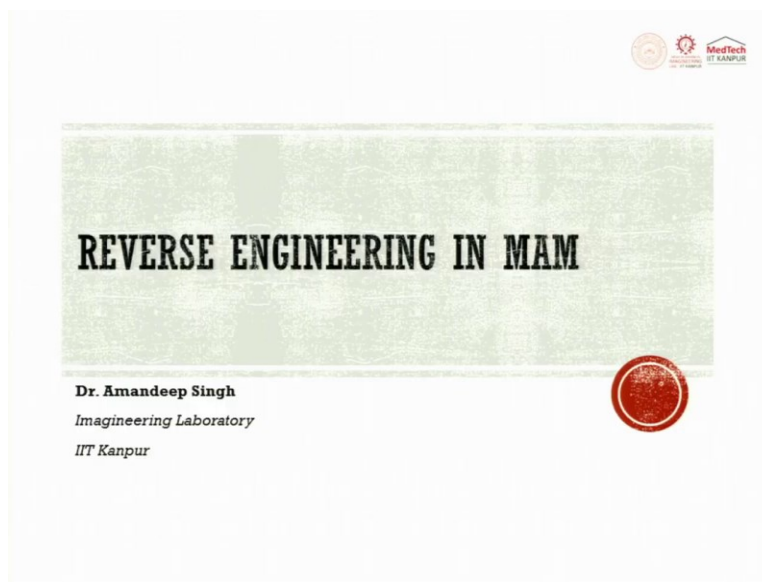 MedTech
IIT KANPUR
REVERSE ENGINEERING IN MAM
Dr. Amandeep Singh
Imagineering Laboratory
IIT Kanpur